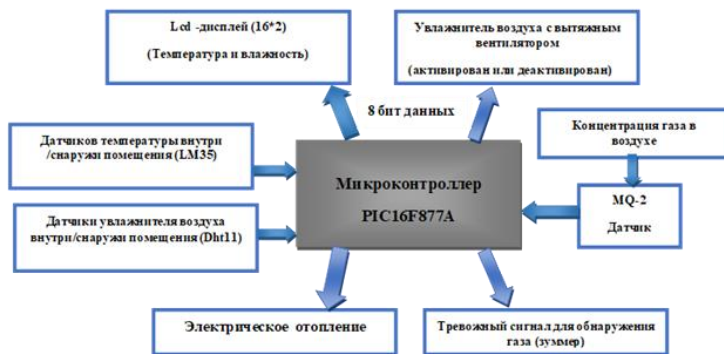 Lcd -дисплей (16*2)
(Температура и влажность)
Увлажнитель воздуха с вытяжным
вентилятором
(активирован или деактивирован)
8 бит данных
Датчиков температуры внутри
/снаружи помещения (LM35)
Концентрация газа в
воздухе
Микроконтроллер
PIC16F877A
MQ-2
Датчик
Датчики увлажнителя воздуха
внутри/снаружи помещения (Dht11)
Электрическое отопление
Тревожный сигнал для обнаружения
газа (зуммер)